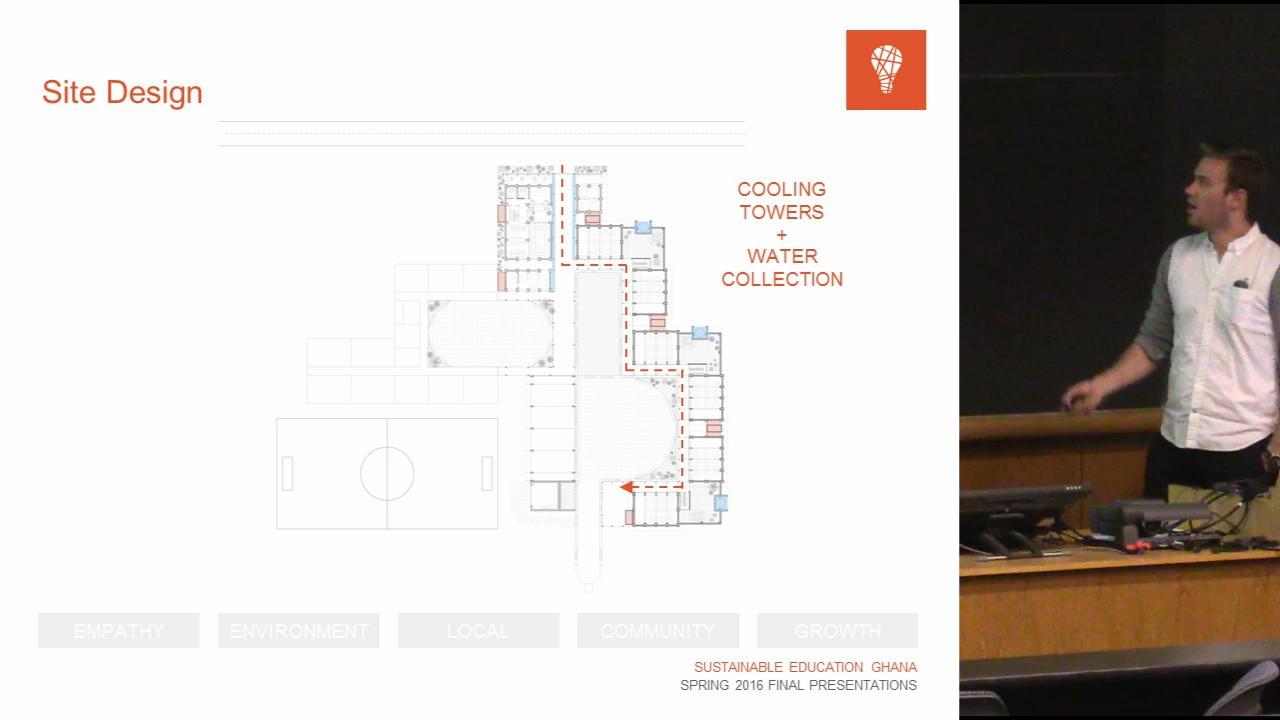 Site Design
COOLING
TOWERS
+
WATER
COLLECTION
EMPATHY
ENVIRONMENT
LOCAL
COMMUNITY
GROWTH
SUSTAINABLE EDUCATION GHANA
SPRING 2016 FINAL PRESENTATIONS